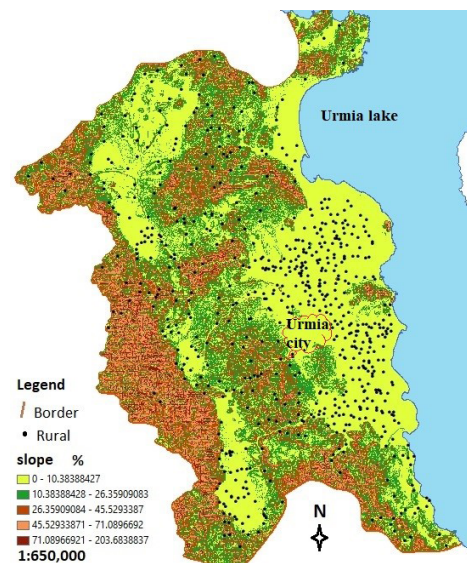 Urmia lake
Urmia
city
Legend
Border
Rural
slope %
0 - 10.38388427
10.38388428 - 26.35909083
26.35909084 - 45.5293387
45.52933871 - 71.0896692
71.08966921 - 203.6838837
1:650,000
N